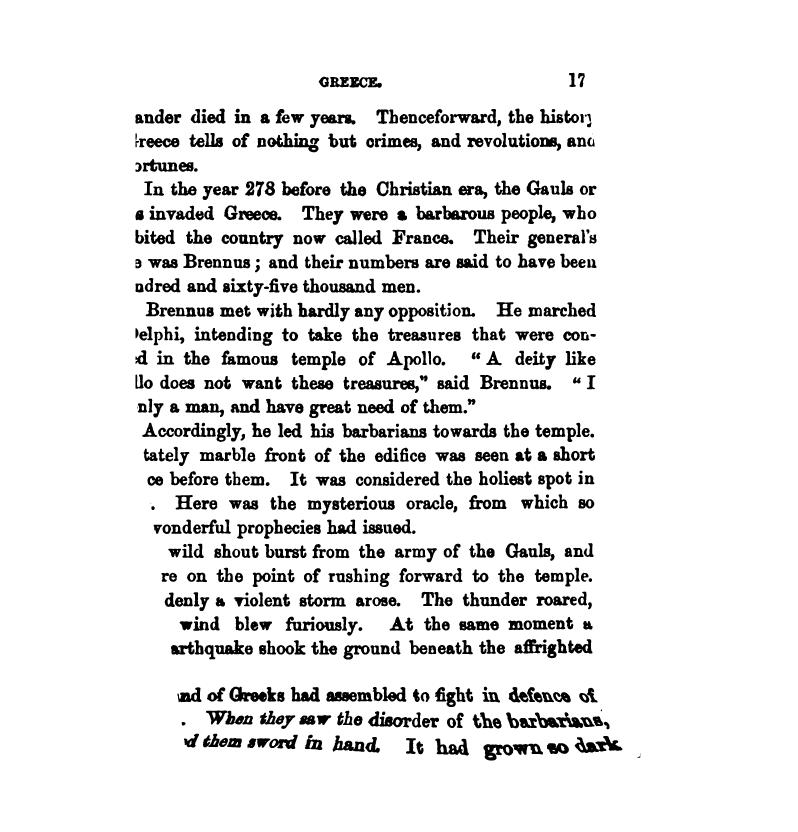 GREECE. 17
ander died in a few years. Thenceforward, the history
reece tells of nothing but crimes, and revolutions, and
ortunes.
In the year 278 before the Christian era, the Gauls or
s invaded Greece. They were a barbarous people, who
bited the country now called France. Their general's
e was Brennus; and their numbers are said to have been
ndred and sixty-five thousand men.
Brennus met with hardly any opposition. He marched
elphi, intending to take the treasures that were con-
d in the famous temple of Apollo. "A deity like
llo does not want these treasures," said Brennus. "I
nly a man, and have great need of them."
Accordingly, he led his barbarians towards the temple.
tately marble front of the edifice was seen at a short
ce before them. It was considered the holiest spot in
. Here was the mysterious oracle, from which so
wonderful prophecies had issued.
wild shout burst from the army of the Gauls, and
re on the point of rushing forward to the temple.
denly a violent storm arose. The thunder roared,
wind blew furiously. At the same moment a
arthquake shook the ground beneath the affrighted
nd of Greeks had assembled to fight in defence of
. When they saw the disorder of the barbarians,
d them sword in hand. It had grown so dark